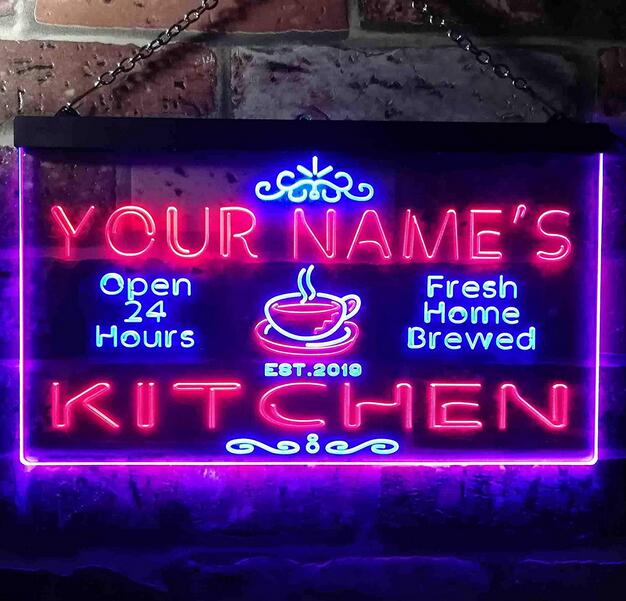 YOUR NAME'S
Open
24
Hours
Fresh
Home
Brewed
EST.2019
KITCHEN